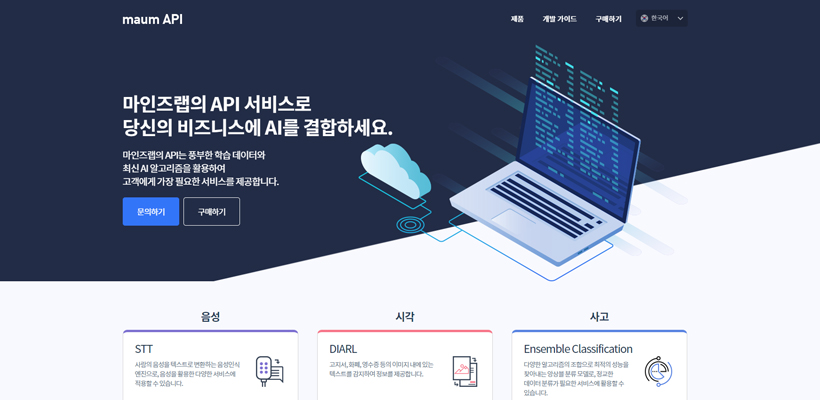 maum API
제품 개발 가이드 구매하기 한국어
마인즈랩의 API 서비스로
당신의 비즈니스에 AI를 결합하세요.
마인즈랩의 API는 풍부한 학습 데이터와
최신 AI 알고리즘을 활용하여
고객에게 가장 필요한 서비스를 제공합니다.
문의하기 구매하기
음성 시각 사고
STT
사람의 음성을 텍스트로 변환하는 음성인식
엔진으로, 음성을 활용한 다양한 서비스에
적용할 수 있습니다.
DIARL
고지서, 화폐, 영수증 등의 이미지 내에 있는
텍스트를 감지하여 정보를 제공합니다.
Ensemble Classification
다양한 알고리즘의 조합으로 최적의 성능을
찾아내는 앙상블 분류 모델로, 정교한
데이터 분류가 필요한 서비스에 활용할 수
있습니다.